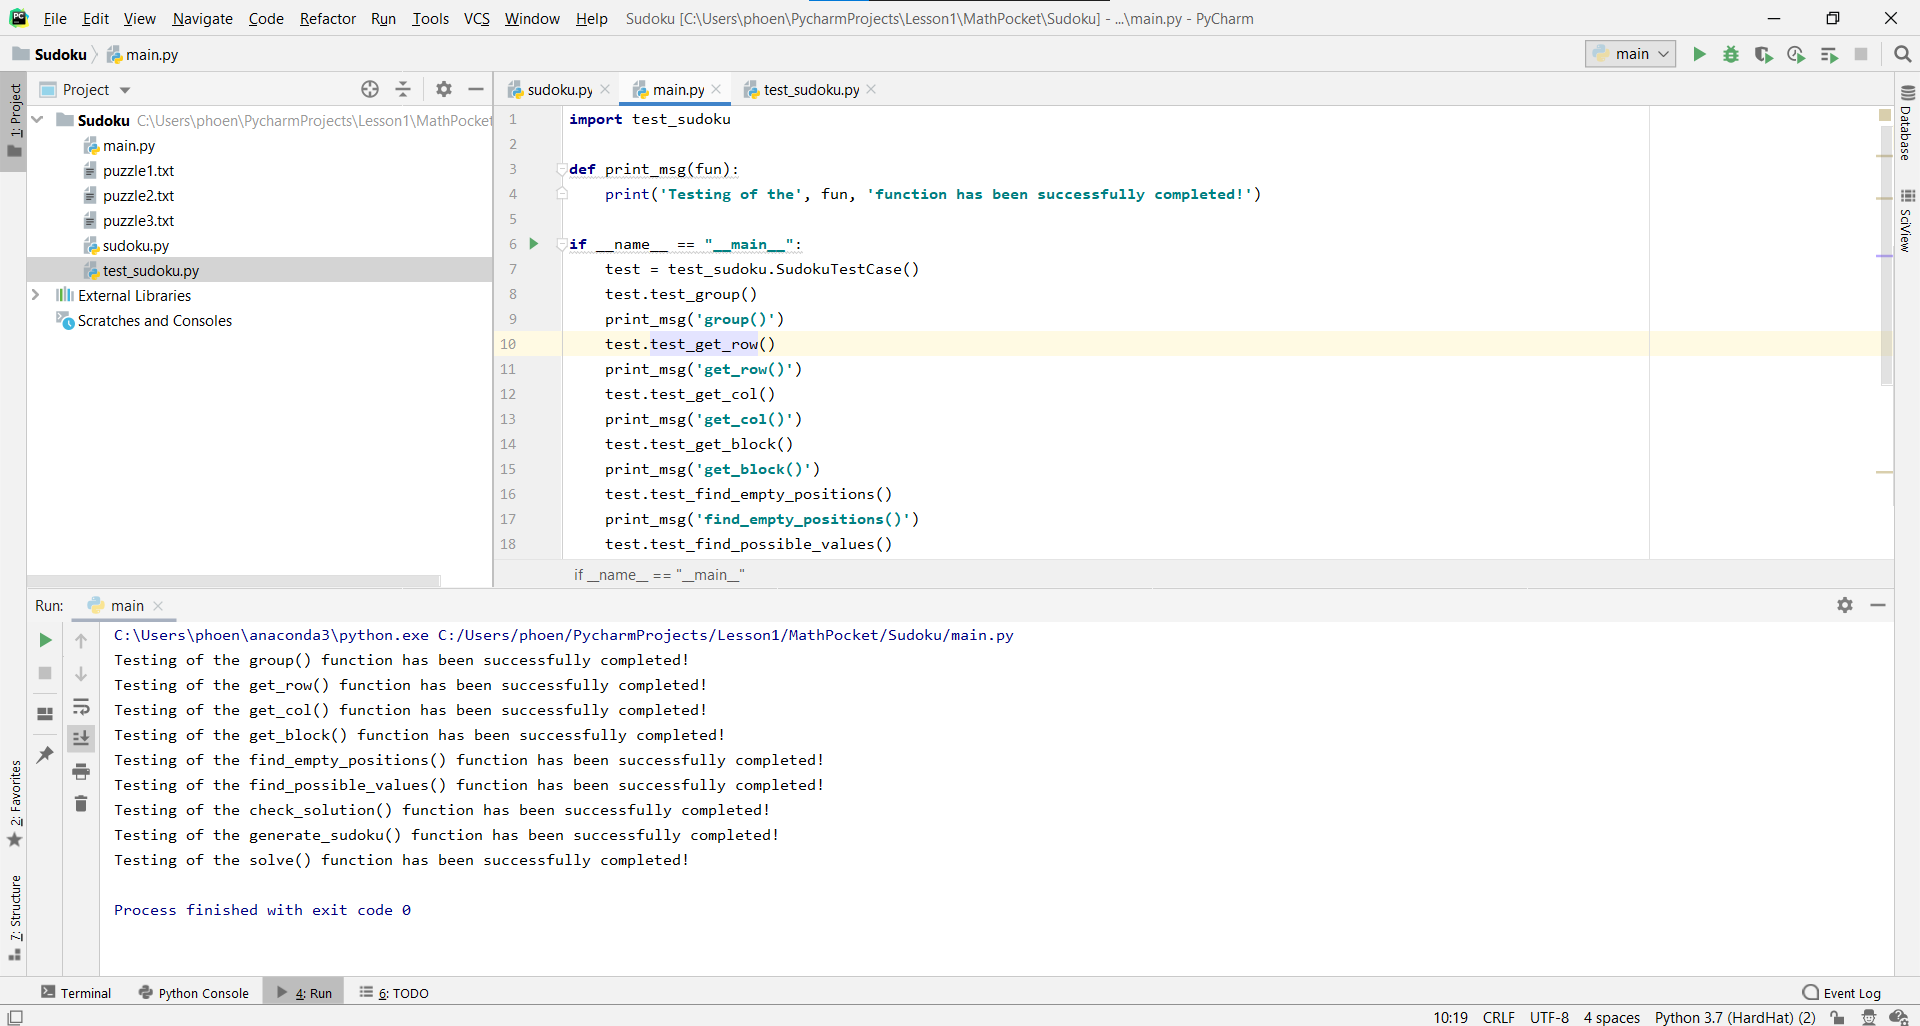 File Edit View Navigate Code Refactor Run Tools VCS Window Help Sudoku [C:\Users\phoen\PycharmProjects\Lesson1\MathPocket\Sudoku] - ...\main.py - PyCharm
Sudoku main.py
main
1: Project
Project
Sudoku C:\Users\phoen\PycharmProjects\Lesson1\MathPocket
main.py
puzzle1.txt
puzzle2.txt
puzzle3.txt
sudoku.py
test_sudoku.py
External Libraries
Scratches and Consoles
sudoku.py main.py test_sudoku.py
1 import test_sudoku
2
3 def print_msg(fun):
4 print('Testing of the', fun, 'function has been successfully completed!')
5
6 if __name__ == "__main__":
7 test = test_sudoku.SudokuTestCase()
8 test.test_group()
9 print_msg('group()')
10 test.test_get_row()
11 print_msg('get_row()')
12 test.test_get_col()
13 print_msg('get_col()')
14 test.test_get_block()
15 print_msg('get_block()')
16 test.test_find_empty_positions()
17 print_msg('find_empty_positions()')
18 test.test_find_possible_values()
if __name__ == "__main__"
Database
SciView
Run: main
C:\Users\phoen\anaconda3\python.exe C:/Users/phoen/PycharmProjects/Lesson1/MathPocket/Sudoku/main.py
Testing of the group() function has been successfully completed!
Testing of the get_row() function has been successfully completed!
Testing of the get_col() function has been successfully completed!
Testing of the get_block() function has been successfully completed!
Testing of the find_empty_positions() function has been successfully completed!
Testing of the find_possible_values() function has been successfully completed!
Testing of the check_solution() function has been successfully completed!
Testing of the generate_sudoku() function has been successfully completed!
Testing of the solve() function has been successfully completed!
Process finished with exit code 0
2: Favorites
7: Structure
Terminal Python Console 4: Run 6: TODO Event Log
10:19 CRLF UTF-8 4 spaces Python 3.7 (HardHat) (2)